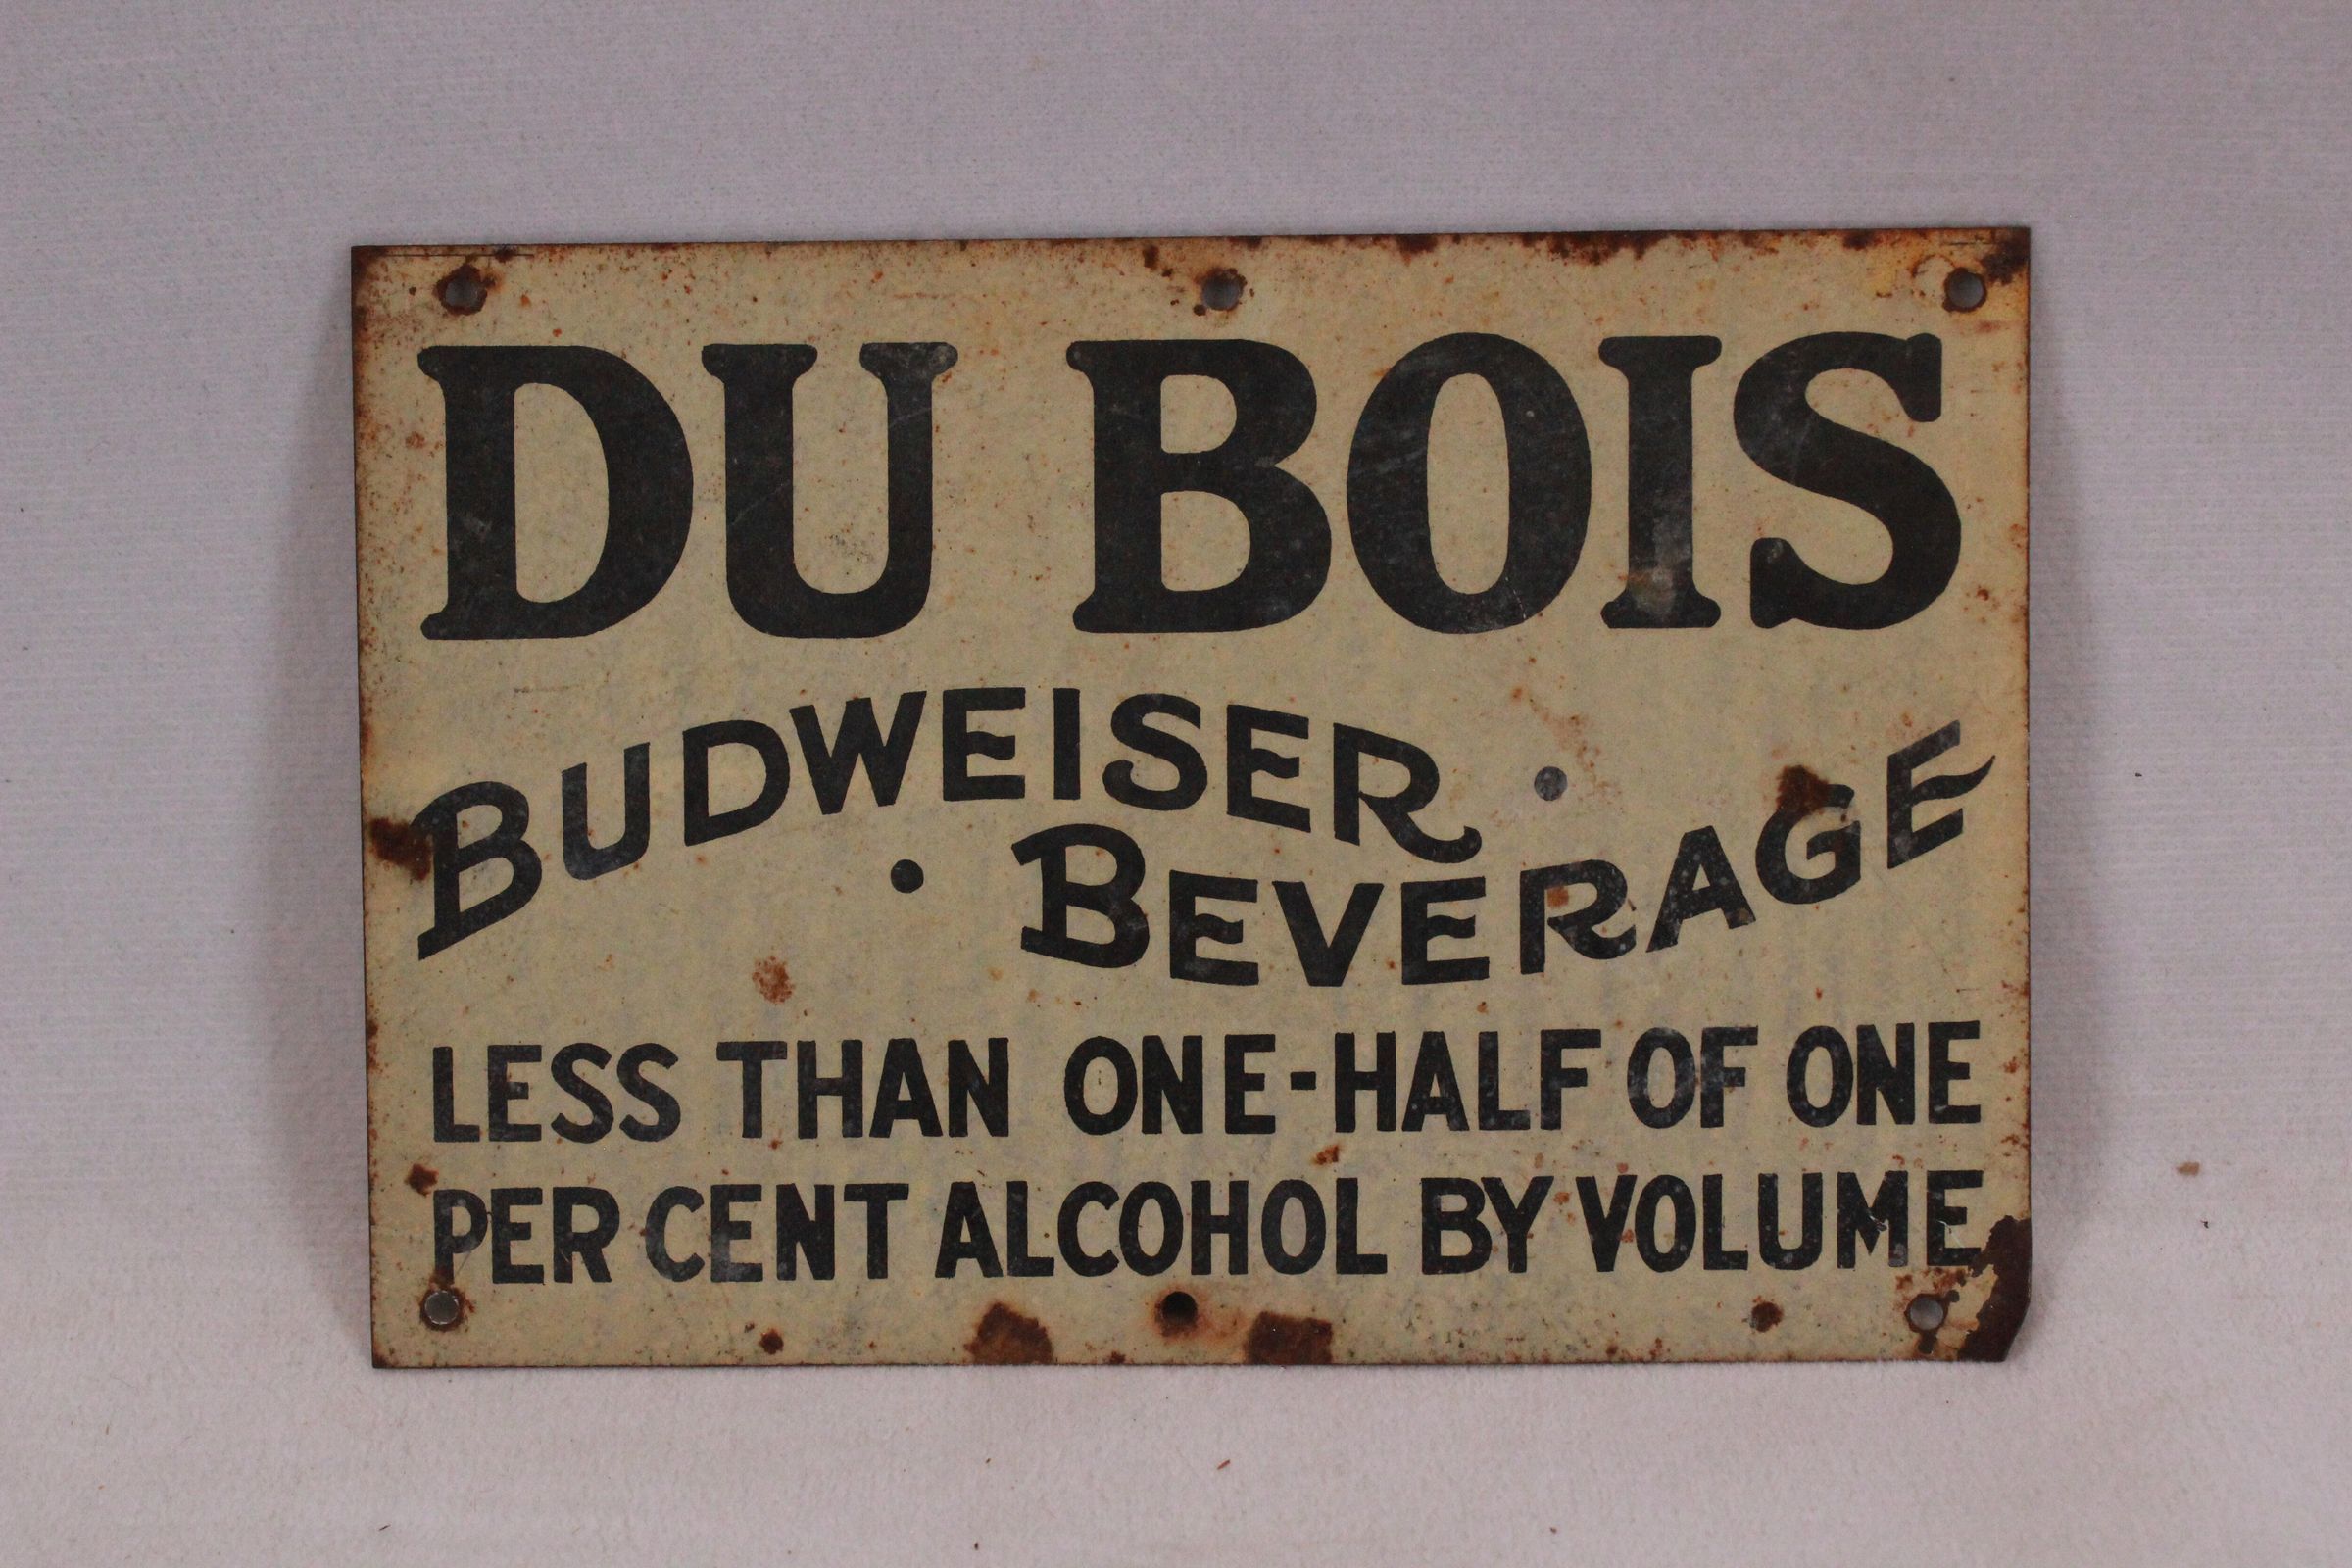 DU BOIS
BUDWEISER
BEVERAGE
LESS THAN ONE-HALF OF ONE
PER CENT ALCOHOL BY VOLUME